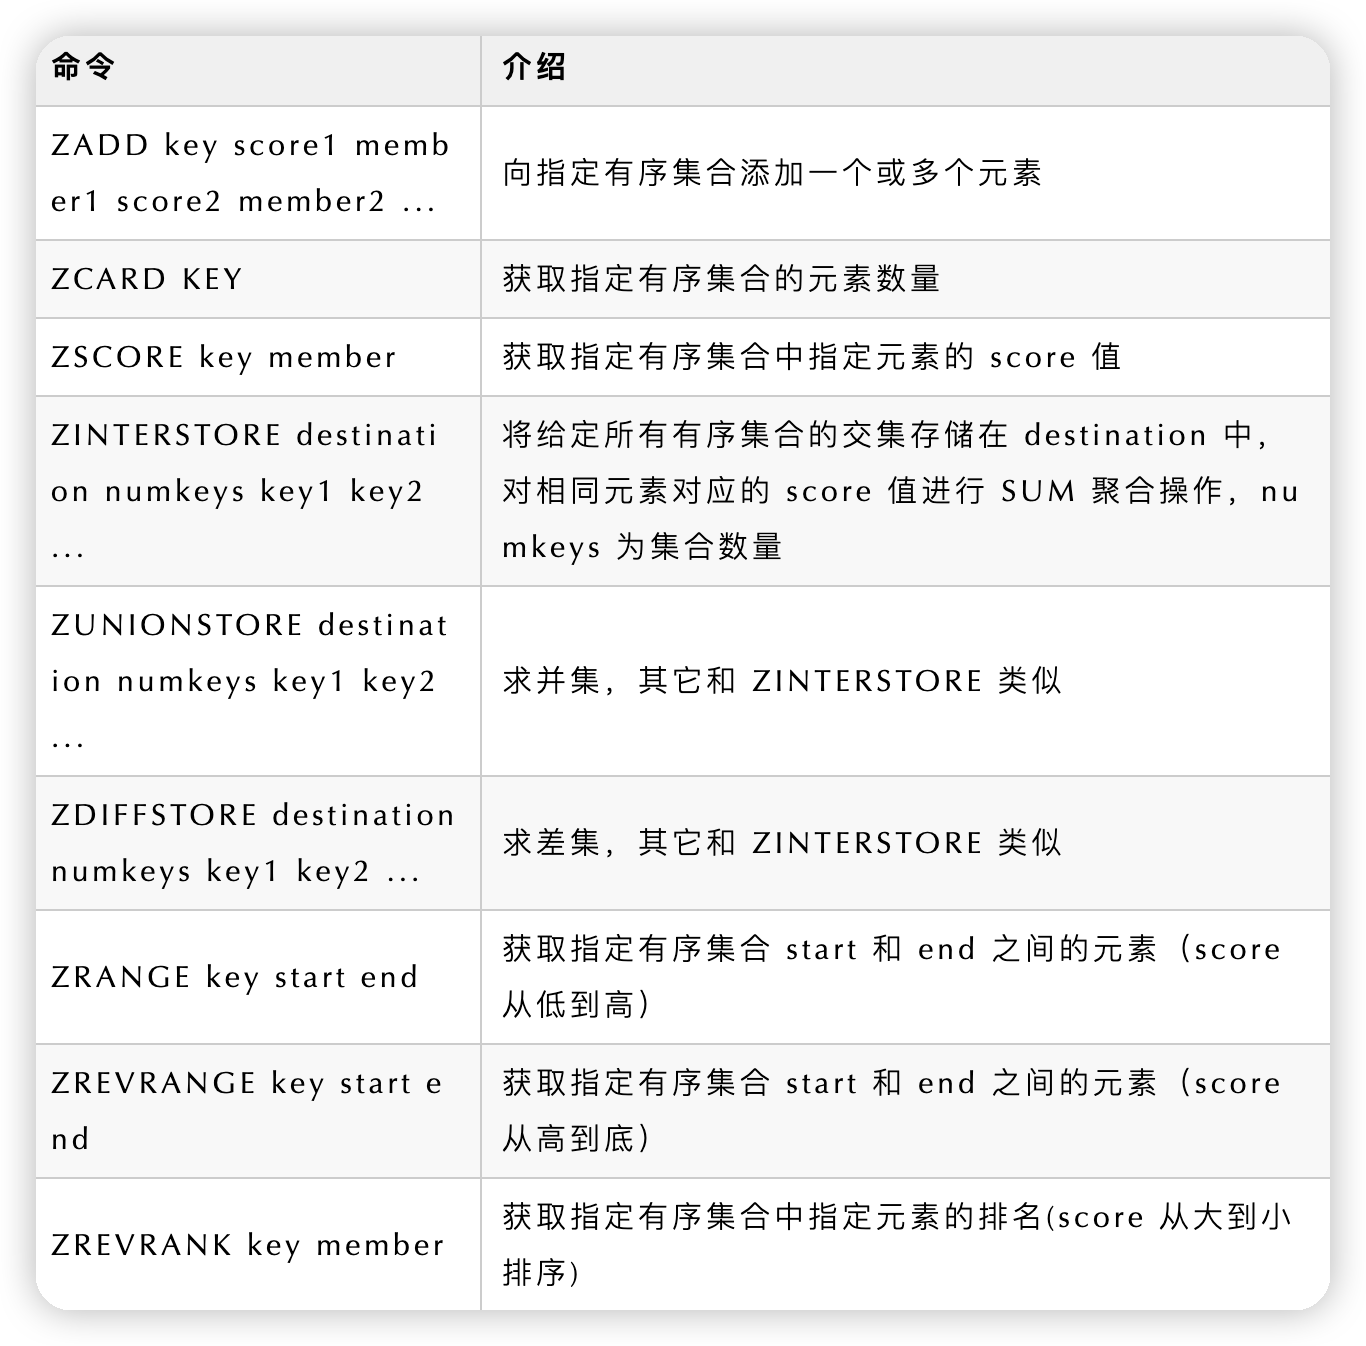 命令
介绍
ZADD key score1 memb
er1 score2 member2 ...
向指定有序集合添加一个或多个元素
ZCARD KEY
获取指定有序集合的元素数量
ZSCORE key member
获取指定有序集合中指定元素的 score 值
ZINTERSTORE destinati
on numkeys key1 key2
...
将给定所有有序集合的交集存储在 destination 中，
对相同元素对应的 score 值进行 SUM 聚合操作，nu
mkeys 为集合数量
ZUNIONSTORE destinat
ion numkeys key1 key2
...
求并集，其它和 ZINTERSTORE 类似
ZDIFFSTORE destination
numkeys key1 key2 ...
求差集，其它和 ZINTERSTORE 类似
ZRANGE key start end
获取指定有序集合 start 和 end 之间的元素（score
从低到高）
ZREVRANGE key start e
nd
获取指定有序集合 start 和 end 之间的元素（score
从高到底）
ZREVRANK key member
获取指定有序集合中指定元素的排名(score 从大到小
排序)